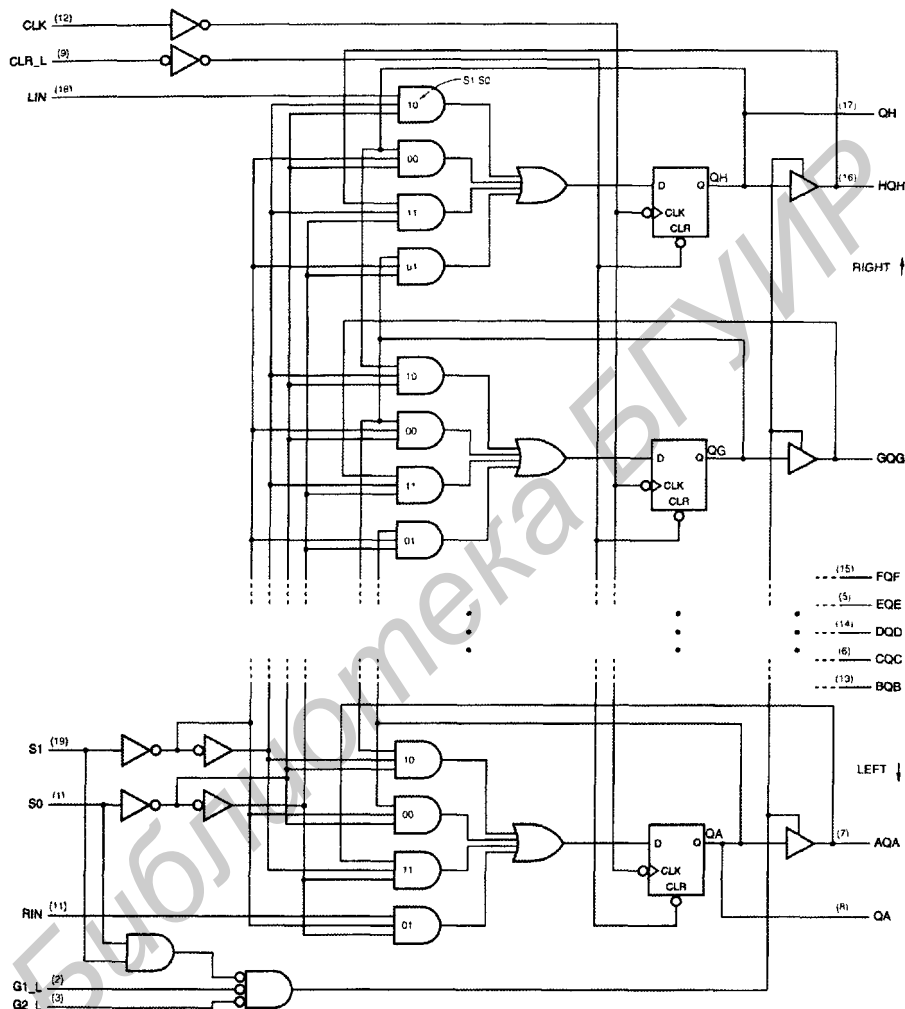 CLK (12)
CLR_L (9)
LIN (18)
S1 S0
10
00
11
01
D Q QH
CLK
CLR
(17) QH
(16) HQH
RIGHT
10
00
11
01
D Q QG
CLK
CLR
GQG
(15) FQF
(5) EQE
(14) DQD
(6) CQC
(13) BQB
S1 (19)
S0 (1)
10
00
11
01
D Q QA
CLK
CLR
LEFT
(7) AQA
(8) QA
RIN (11)
G1_L (2)
G2_L (3)
Библиотека БГУИР